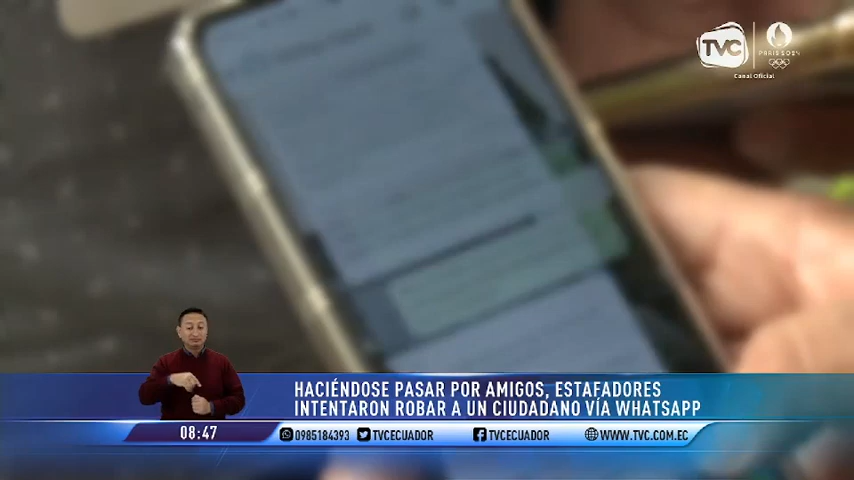 TVC
PARIS 2024
Canal Oficial
HACIÉNDOSE PASAR POR AMIGOS, ESTAFADORES
INTENTARON ROBAR A UN CIUDADANO VÍA WHATSAPP
08:47
0985184393
TVCECUADOR
TVCECUADOR
WWW.TVC.COM.EC